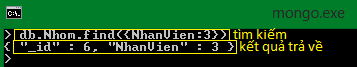 mongo.exe
db.Nhom.find({NhanVien:3}) tìm kiếm
{ "_id" : 6, "NhanVien" : 3 } kết quả trả về